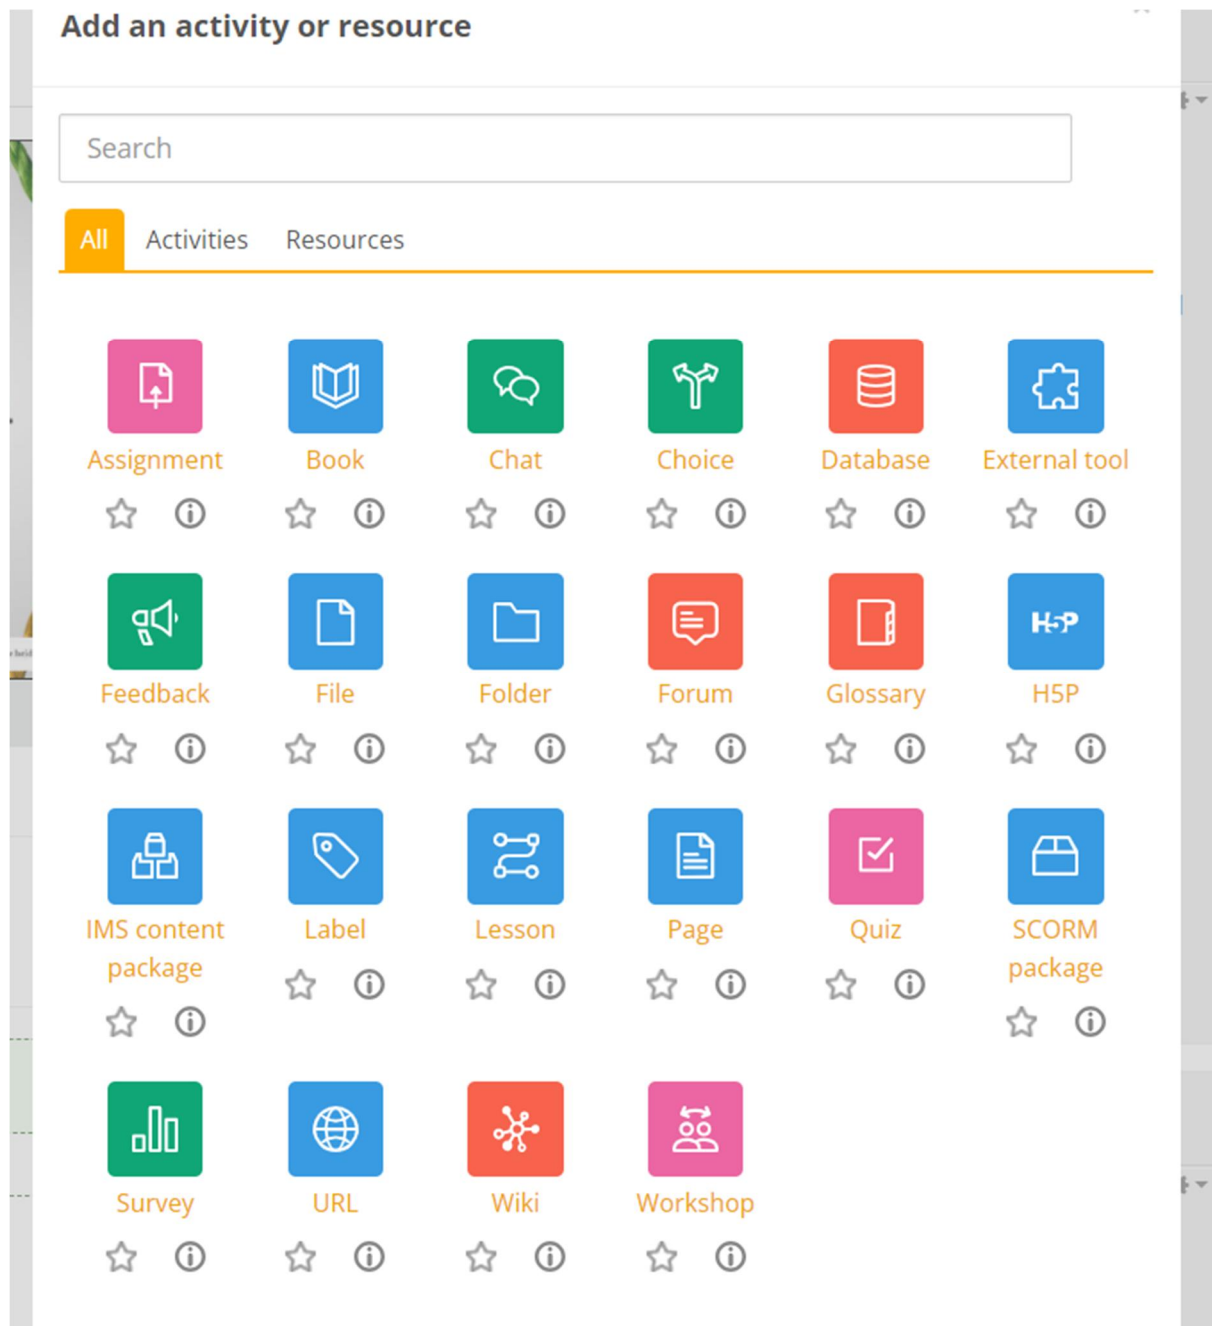 Add an activity or resource
Search
All Activities Resources
Assignment Book Chat Choice Database External tool
Feedback File Folder Forum Glossary H5P
H5P
IMS content package Label Lesson Page Quiz SCORM package
Survey URL Wiki Workshop